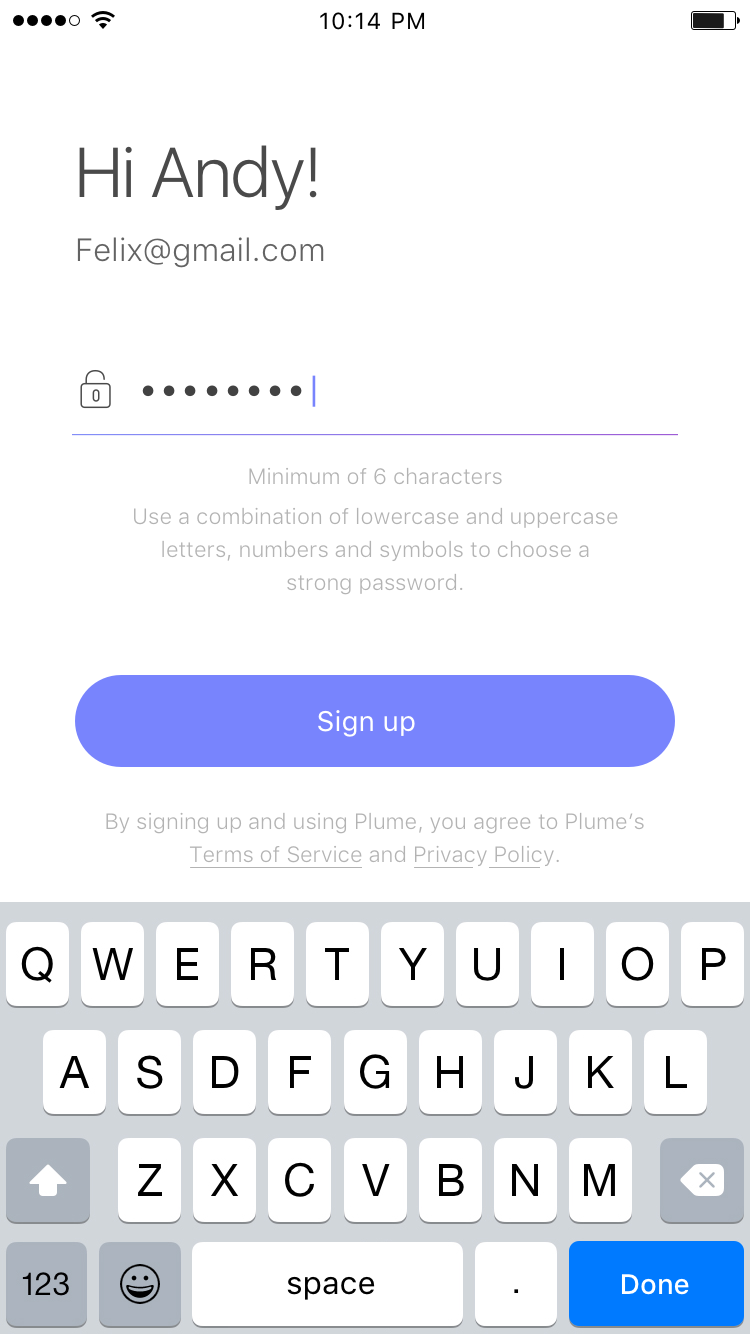 10:14 PM
Hi Andy!
Felix@gmail.com
Minimum of 6 characters
Use a combination of lowercase and uppercase
letters, numbers and symbols to choose a
strong password.
Sign up
By signing up and using Plume, you agree to Plume’s
Terms of Service and Privacy Policy.
Q W E R T Y U I O P
A S D F G H J K L
Z X C V B N M
123 space . Done